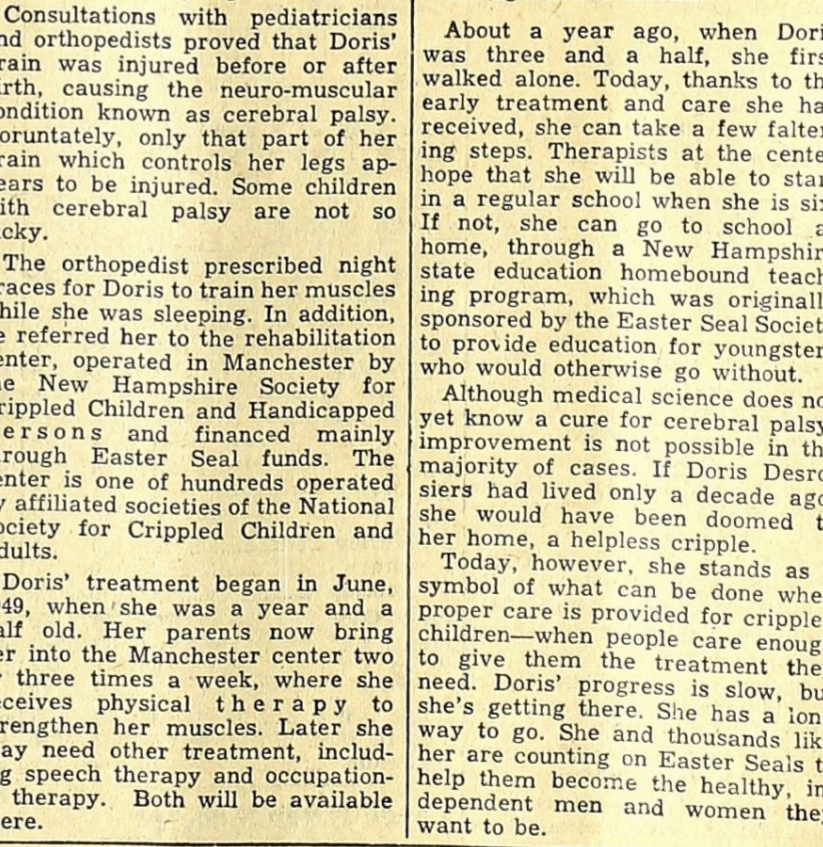 Consultations with pediatricians
nd orthopedists proved that Doris'
rain was injured before or after
irth, causing the neuro-muscular
ondition known as cerebral palsy.
oruntately, only that part of her
rain which controls her legs ap-
ears to be injured. Some children
ith cerebral palsy are not so
cky.
The orthopedist prescribed night
races for Doris to train her muscles
hile she was sleeping. In addition,
e referred her to the rehabilitation
enter, operated in Manchester by
e New Hampshire Society for
rippled Children and Handicapped
ersons and financed mainly
rough Easter Seal funds. The
enter is one of hundreds operated
y affiliated societies of the National
ociety for Crippled Children and
dults.
Doris' treatment began in June,
49, when she was a year and a
alf old. Her parents now bring
er into the Manchester center two
r three times a week, where she
eceives physical therapy to
rengthen her muscles. Later she
ay need other treatment, includ-
g speech therapy and occupation-
therapy. Both will be available
ere.
About a year ago, when Dori
was three and a half, she firs
walked alone. Today, thanks to th
early treatment and care she ha
received, she can take a few falter
ing steps. Therapists at the cente
hope that she will be able to star
in a regular school when she is six
If not, she can go to school a
home, through a New Hampshir
state education homebound teach
ing program, which was originall
sponsored by the Easter Seal Societ
to provide education for youngster
who would otherwise go without.
Although medical science does no
yet know a cure for cerebral palsy
improvement is not possible in th
majority of cases. If Doris Desro
siers had lived only a decade ago
she would have been doomed t
her home, a helpless cripple.
Today, however, she stands as
symbol of what can be done whe
proper care is provided for cripple
children—when people care enoug
to give them the treatment the
need. Doris' progress is slow, bu
she's getting there. She has a lon
way to go. She and thousands lik
her are counting on Easter Seals t
help them become the healthy, in
dependent men and women they
want to be.